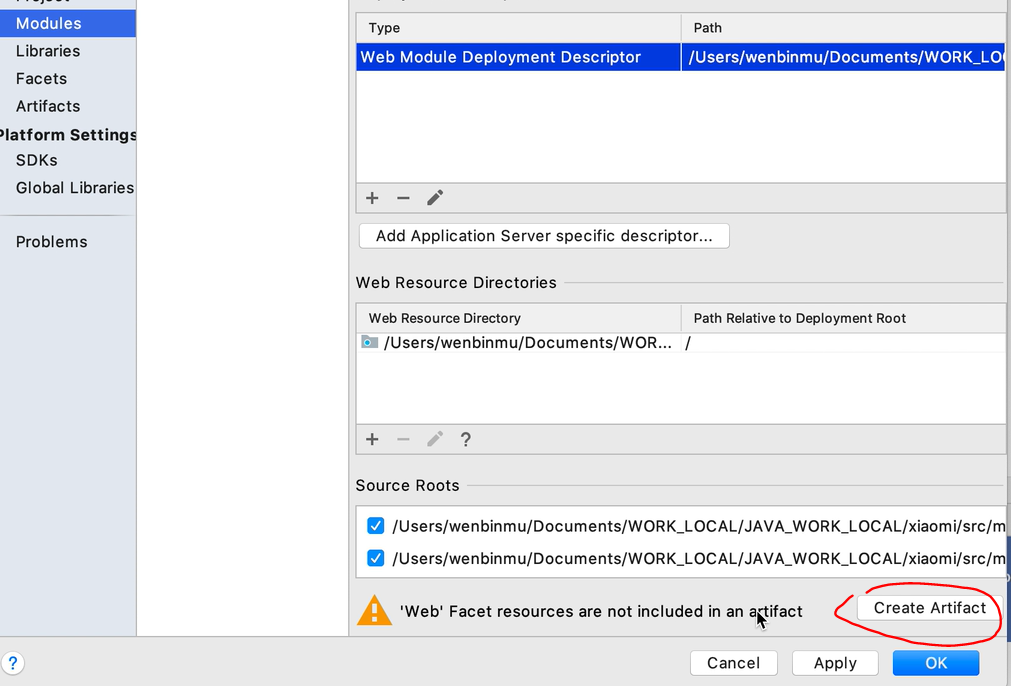 Modules
Libraries
Facets
Artifacts
Platform Settings
SDKs
Global Libraries
Problems
Type Path
Web Module Deployment Descriptor /Users/wenbinmu/Documents/WORK_LO
Add Application Server specific descriptor...
Web Resource Directories
Web Resource Directory Path Relative to Deployment Root
/Users/wenbinmu/Documents/WOR... /
?
Source Roots
/Users/wenbinmu/Documents/WORK_LOCAL/JAVA_WORK_LOCAL/xiaomi/src/m
/Users/wenbinmu/Documents/WORK_LOCAL/JAVA_WORK_LOCAL/xiaomi/src/m
'Web' Facet resources are not included in an artifact Create Artifact
? Cancel Apply OK